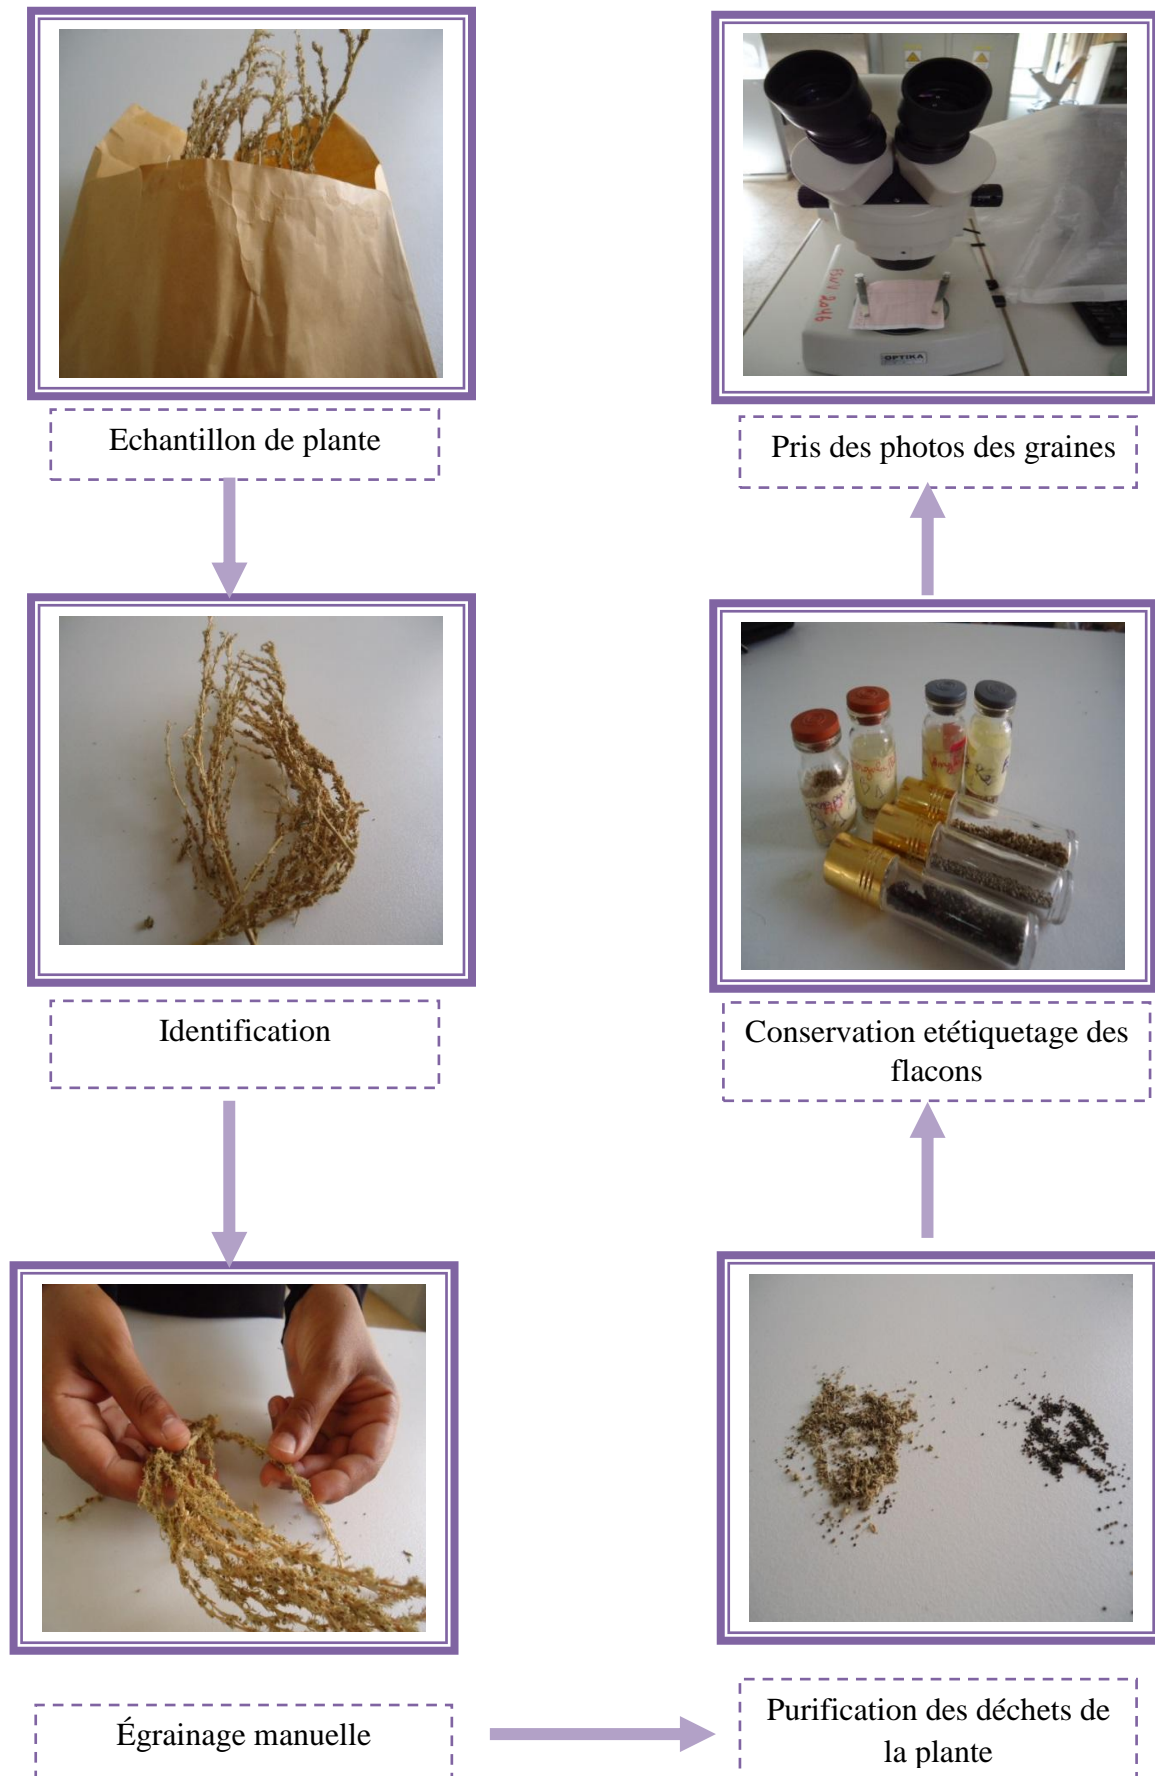 Echantillon de plante
Identification
Égrainage manuelle
Purification des déchets de
la plante
Conservation etétiquetage des
flacons
Pris des photos des graines
OPTIKA